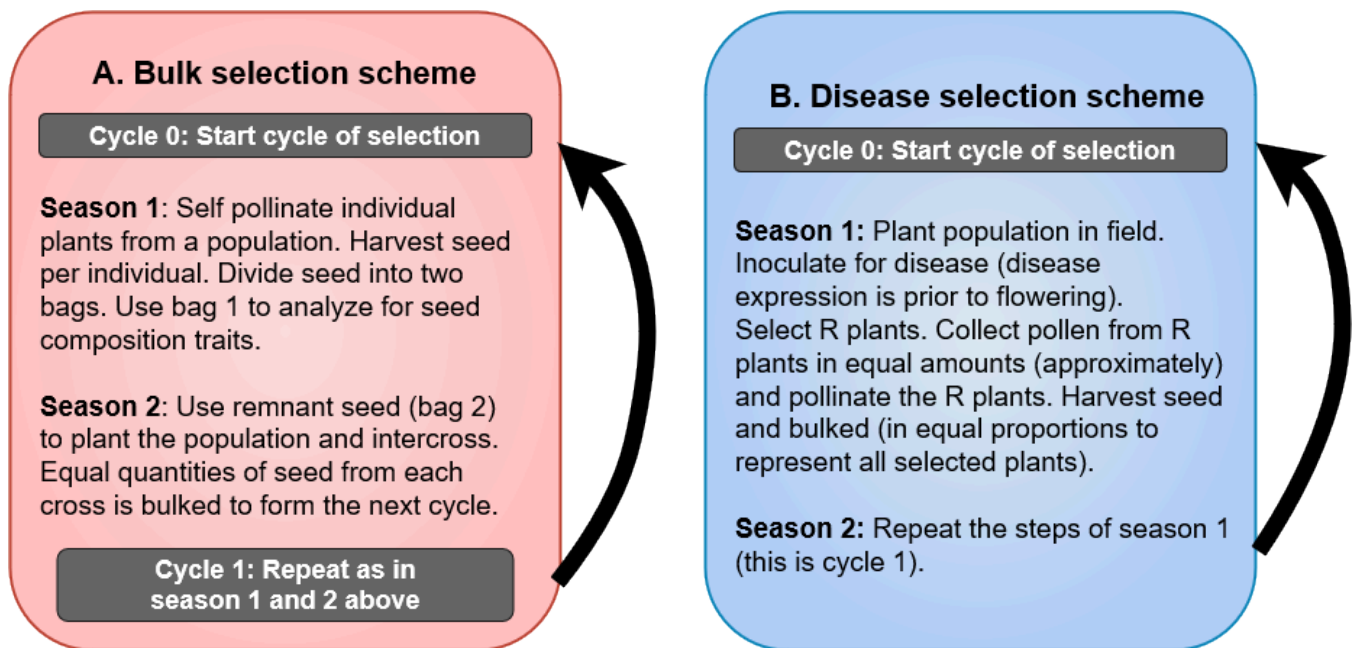 A. Bulk selection scheme
Cycle 0: Start cycle of selection
Season 1: Self pollinate individual
plants from a population. Harvest seed
per individual. Divide seed into two
bags. Use bag 1 to analyze for seed
composition traits.
Season 2: Use remnant seed (bag 2)
to plant the population and intercross.
Equal quantities of seed from each
cross is bulked to form the next cycle.
Cycle 1: Repeat as in
season 1 and 2 above
B. Disease selection scheme
Cycle 0: Start cycle of selection
Season 1: Plant population in field.
Inoculate for disease (disease
expression is prior to flowering).
Select R plants. Collect pollen from R
plants in equal amounts (approximately)
and pollinate the R plants. Harvest seed
and bulked (in equal proportions to
represent all selected plants).
Season 2: Repeat the steps of season 1
(this is cycle 1).